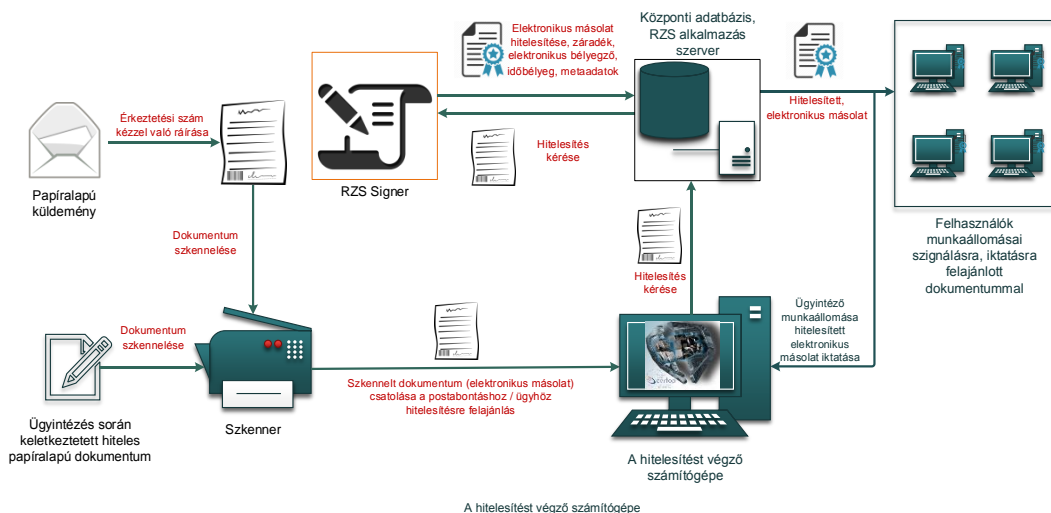 Elektronikus másolat
hitelesítése, záradék,
elektronikus bélyegző,
időbélyeg, metaadatok
Központi adatbázis,
RZS alkalmazás
szerver
Érkeztetési szám
kézzel való ráírása
Hitelesített,
elektronikus másolat
Hitelesítés
kérése
Papíralapú
küldemény
RZS Signer
Dokumentum
szkennelése
Felhasználók
munkaállomásai
szignálásra, iktatásra
felajánlott
dokumentummal
Hitelesítés
kérése
Ügyintéző
munkaállomása
hitelesített
elektronikus
másolat iktatása
Dokumentum
szkennelése
Szkennelt dokumentum (elektronikus másolat)
csatolása a postabontáshoz / ügyhöz
hitelesítésre felajánlás
Ügyintézés során
keletkeztetett hiteles
papíralapú dokumentum
Szkenner
A hitelesítést végző
számítógépe
A hitelesítést végző számítógépe